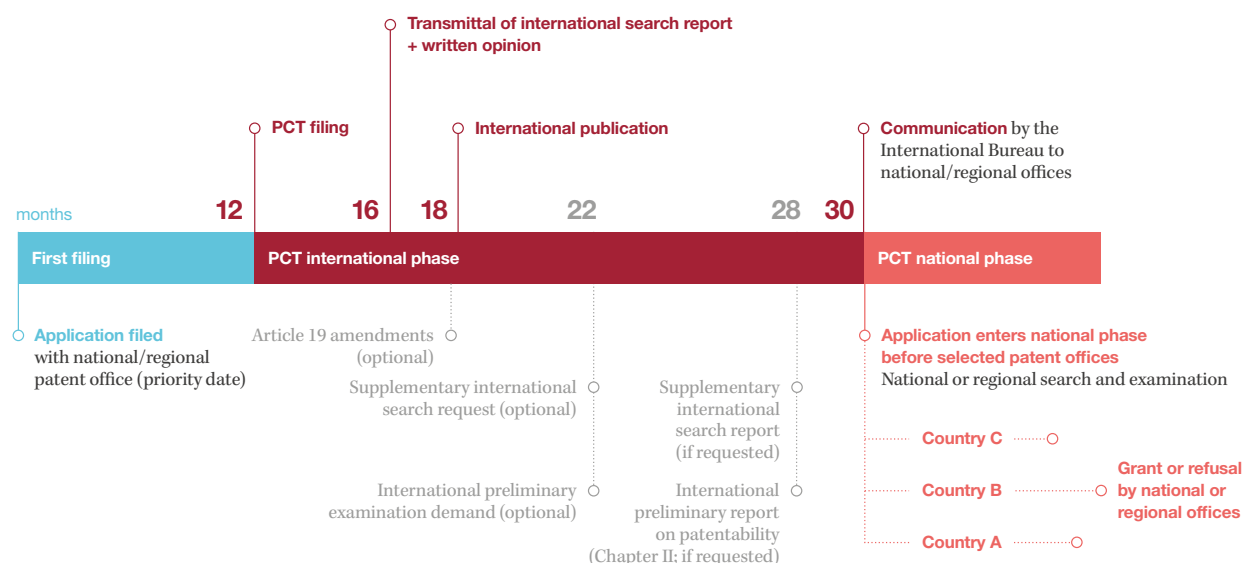 Transmittal of international search report
+ written opinion
PCT filing
International publication
Communication by the
International Bureau to
national/regional offices
months
12
16
18
22
28
30
First filing
PCT international phase
PCT national phase
Application filed
with national/regional
patent office (priority date)
Article 19 amendments
(optional)
Supplementary international
search request (optional)
International preliminary
examination demand (optional)
Supplementary
international
search report
(if requested)
International
preliminary report
on patentability
(Chapter II; if requested)
Application enters national phase
before selected patent offices
National or regional search and examination
Country C
Country B
Country A
Grant or refusal
by national or
regional offices